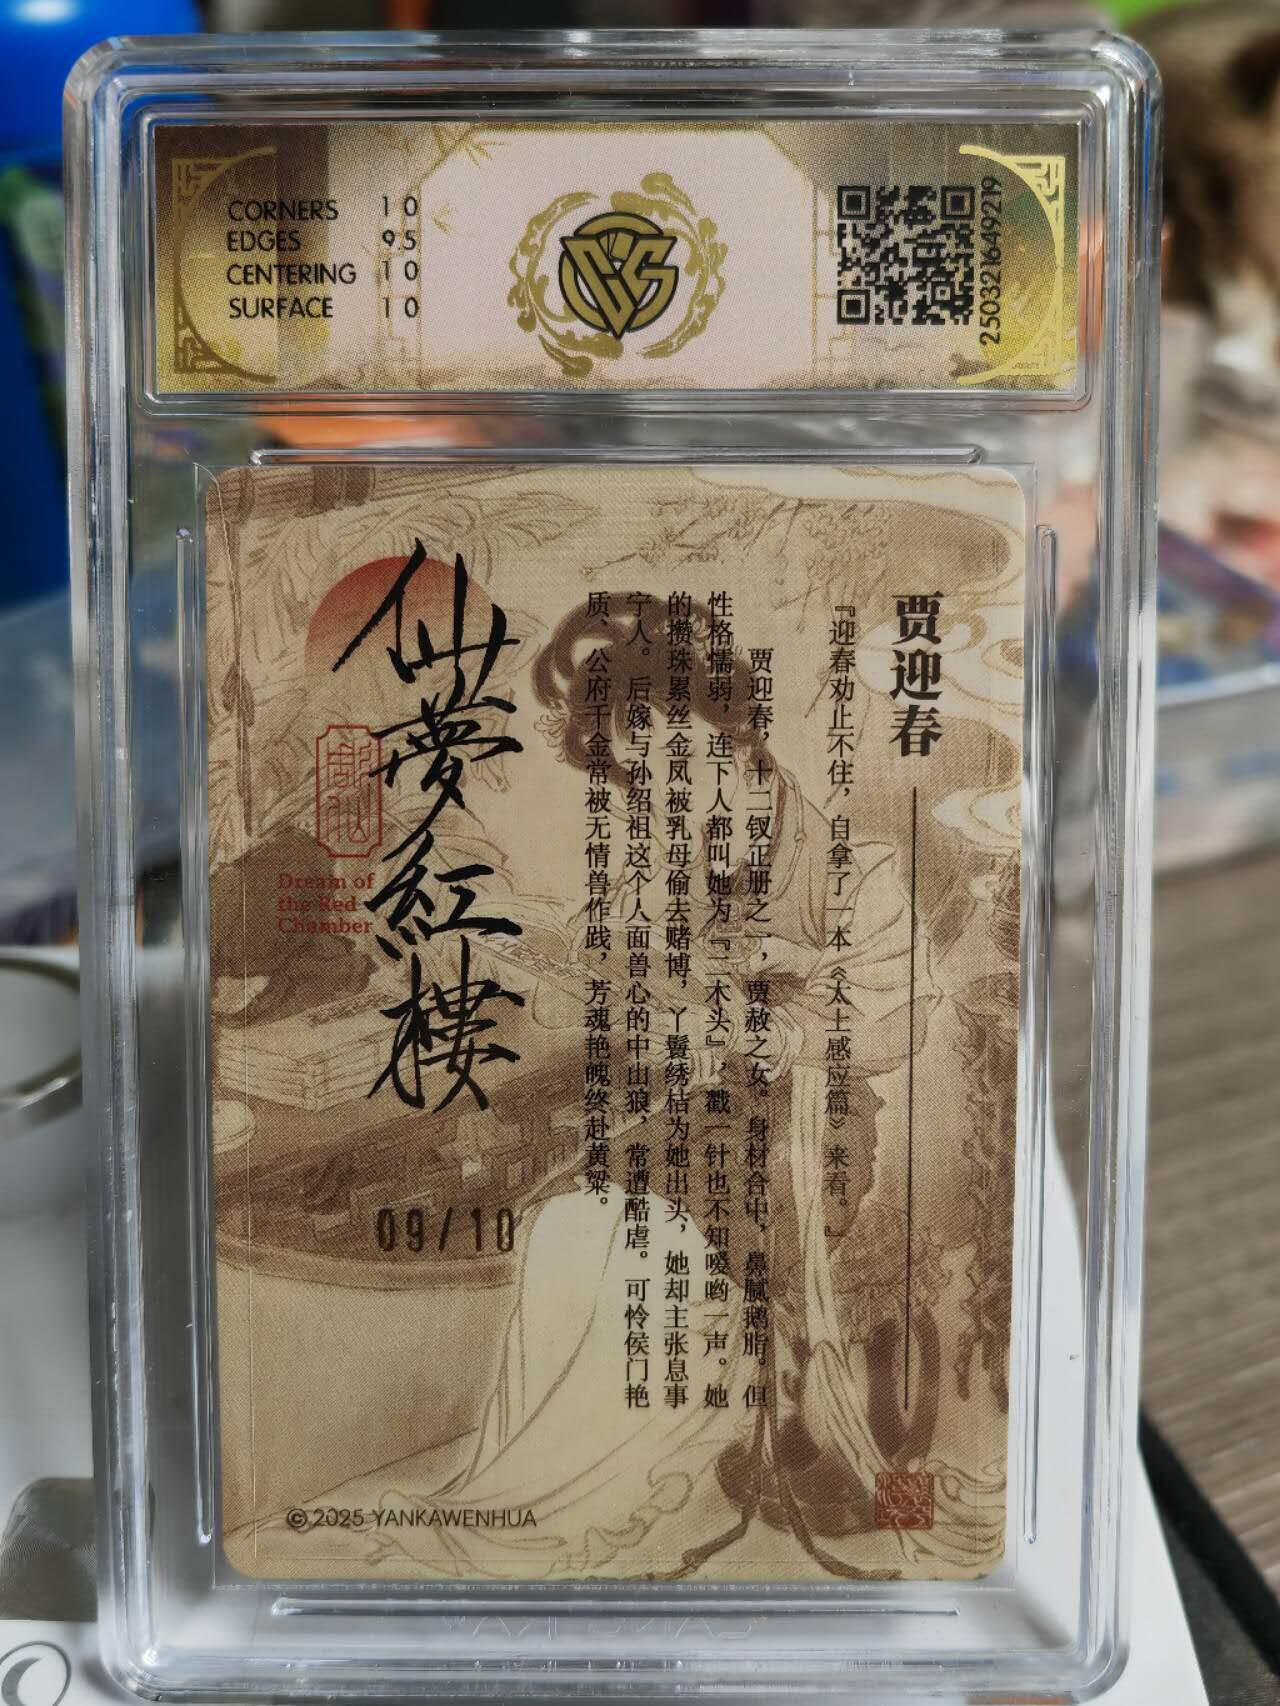 CORNERS 10
EDGES 9.5
CENTERING 10
SURFACE 10
250321649219
贾迎春
『迎春劝止不住，自拿了一本《太上感应篇》来看。』
贾迎春，十二钗正册之一，贾赦之女。身材合中，鼻腻鹅脂。但
性格懦弱，连下人都叫她为『二木头』，戳一针也不知嗳哟一声。她
的攒珠累丝金凤被乳母偷去赌博，丫鬟绣桔为她出头，她却主张息事
宁人。后嫁与孙绍祖这个人面兽心的中山狼，常遭酷虐。可怜侯门艳
质、公府千金常被无情兽作践，芳魂艳魄终赴黄粱。
仙夢紅樓
Dream of
the Red
Chamber
09/10
© 2025 YANKAWENHUA